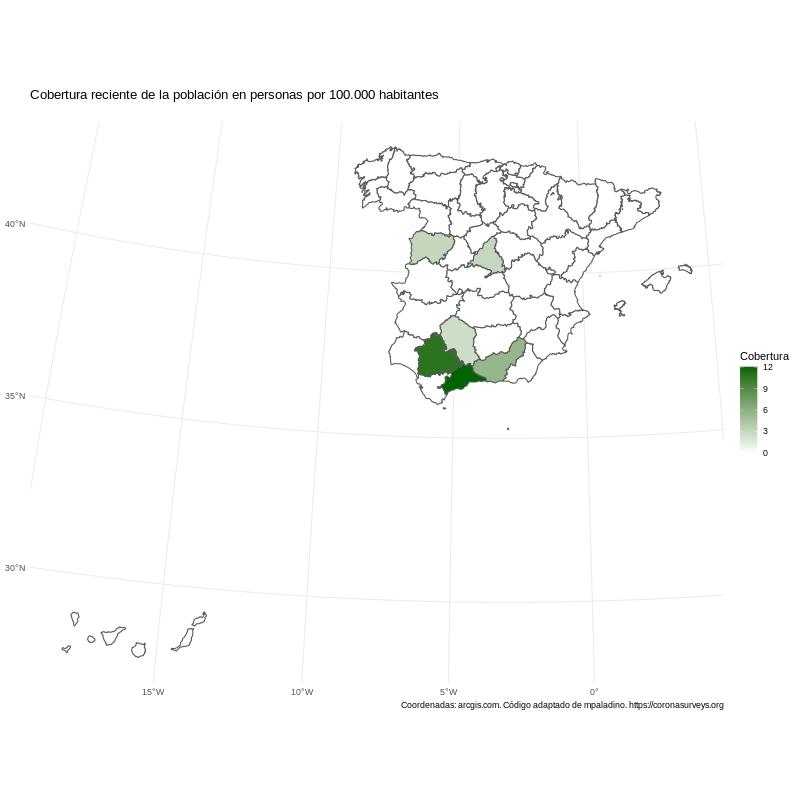 Cobertura reciente de la población en personas por 100.000 habitantes
40°N
35°N
30°N
Cobertura
12
9
6
3
0
15°W
10°W
5°W
0°
Coordenadas: arcgis.com. Código adaptado de mpaladino. https://coronasurveys.org